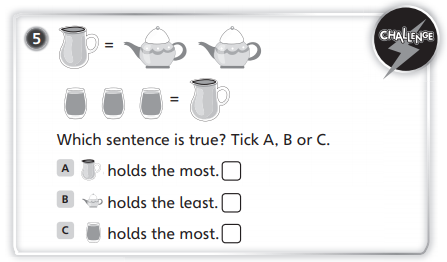 5
CHALLENGE
=
=
Which sentence is true? Tick A, B or C.
A holds the most.
B holds the least.
C holds the most.